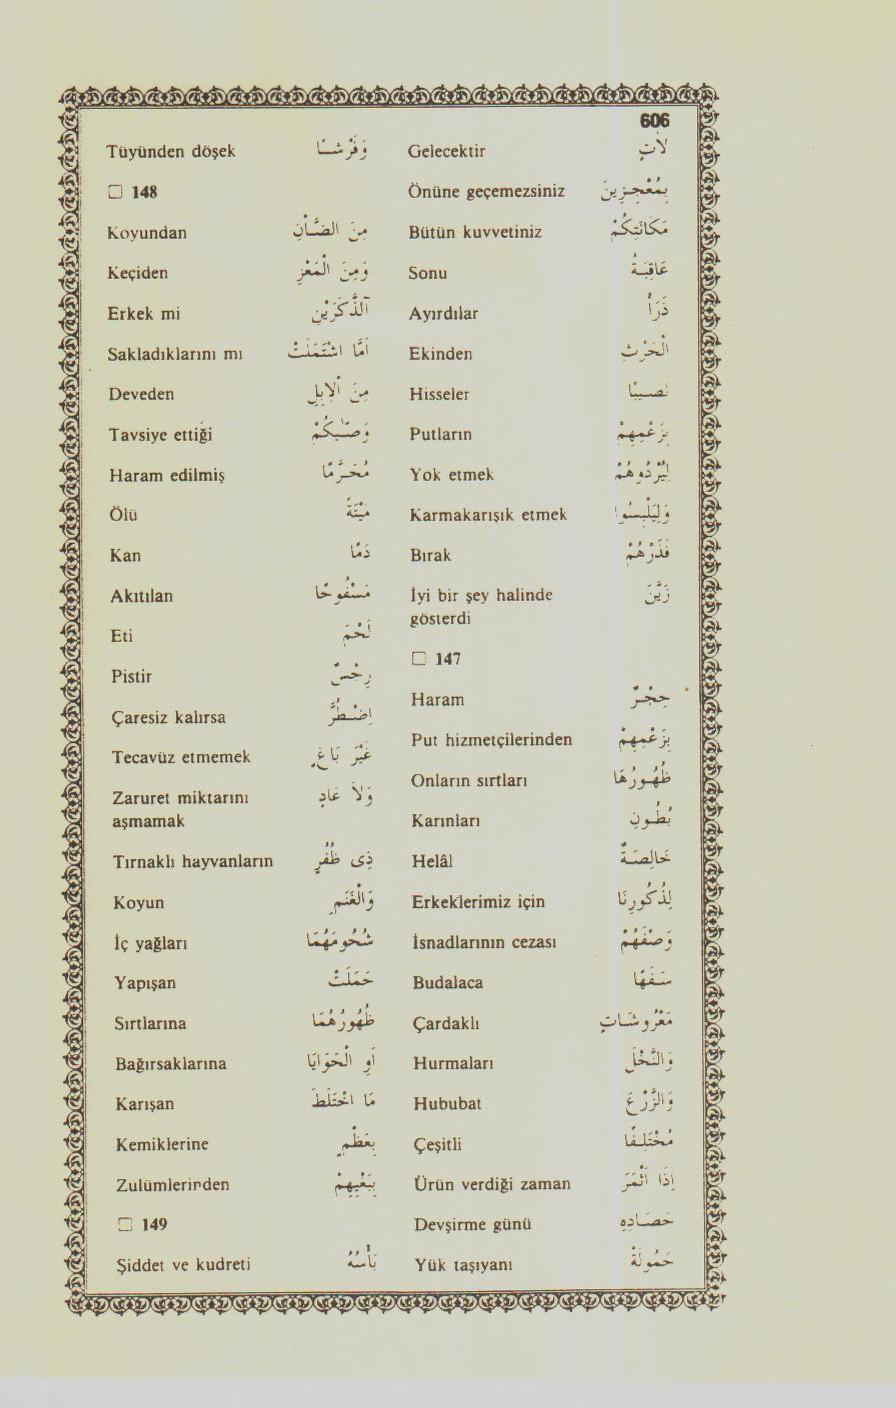 606
Gelecektir لَاٰتٍ
Önüne geçemezsiniz بِمُعْجِزِينَ
Bütün kuvvetiniz مَكَانَتِكُمْ
Sonu عَاقِبَةُ
Ayırdılar ذَرَأَ
Ekinden الْحَرْثِ
Hisseler نَصِيبًا
Putların بِزَعْمِهِمْ
Yok etmek لِيُرْدُوهُمْ
Karmakarışık etmek وَلِيَلْبِسُوا
Bırak فَذَرْهُمْ
İyi bir şey halinde زَيَّنَ
gösterdi
□ 147
Haram حِجْرٌ
Put hizmetçilerinden بِزَعْمِهِمْ
Onların sırtları ظُهُورُهَا
Karınları بُطُونِ
Helâl خَالِصَةٌ
Erkeklerimiz için لِذُكُورِنَا
İsnadlarının cezası وَصْفَهُمْ
Budalaca سَفَهًا
Çardaklı مَعْرُوشَاتٍ
Hurmaları وَالنَّخْلَ
Hububat وَالزَّرْعَ
Çeşitli مُخْتَلِفًا
Ürün verdiği zaman إِذَا أَثْمَرَ
Devşirme günü حَصَادِهِ
Yük taşıyanı حَمُولَةً
Tüyünden döşek وَفَرْشًا
□ 148
Koyundan مِنَ الضَّأْنِ
Keçiden وَمِنَ الْمَعْزِ
Erkek mi آلذَّكَرَيْنِ
Sakladıklarını mı أَمَّا اشْتَمَلَتْ
Deveden مِنَ الْاِبِلِ
Tavsiye ettiği وَصّٰيكُمْ
Haram edilmiş مُحَرَّمًا
Ölü مَيْتَةً
Kan دَمًا
Akıtılan مَسْفُوحًا
Eti لَحْمَ
Pistir رِجْسٌ
Çaresiz kalırsa اضْطُرَّ
Tecavüz etmemek غَيْرَ بَاغٍ
Zaruret miktarını وَلَا عَادٍ
aşmamak
Tırnaklı hayvanların ذِى ظُفُرٍ
Koyun وَالْغَنَمِ
İç yağları شُحُومَهُمَا
Yapışan حَمَلَتْ
Sırtlarına ظُهُورُهُمَا
Bağırsaklarına أَوِ الْحَوَايَا
Karışan مَا اخْتَلَطَ
Kemiklerine بِعَظْمٍ
Zulümlerinden بِبَغْيِهِمْ
□ 149
Şiddet ve kudreti بَأْسُهُ